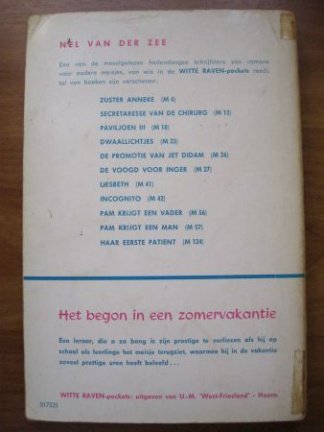 NEL VAN DER ZEE
Een van de meestgelezen hedendaagse schrijfsters van romans
voor oudere meisjes, van wie in de WITTE RAVEN-pockets reeds
tal van boeken zijn verschenen:
ZUSTER ANNEKE (M 6)
SECRETARESSE VAN DE CHIRURG (M 13)
PAVILJOEN III (M 18)
DWAALLICHTJES (M 23)
DE PROMOTIE VAN JET DIDAM (M 26)
DE VOOGD VOOR INGER (M 27)
LIESBETH (M 41)
INCOGNITO (M 42)
PAM KRIJGT EEN VADER (M 56)
PAM KRIJGT EEN MAN (M 57)
HAAR EERSTE PATIENT (M 124)
Het begon in een zomervakantie
Een leraar, die o zo bang is zijn prestige te verliezen als hij op
school als leerlinge het meisje terugziet, waarmee hij in de vakantie
zoveel prettige uren heeft beleefd...
WITTE RAVEN-pockets: uitgaven van U.-M. 'West-Friesland' - Hoorn